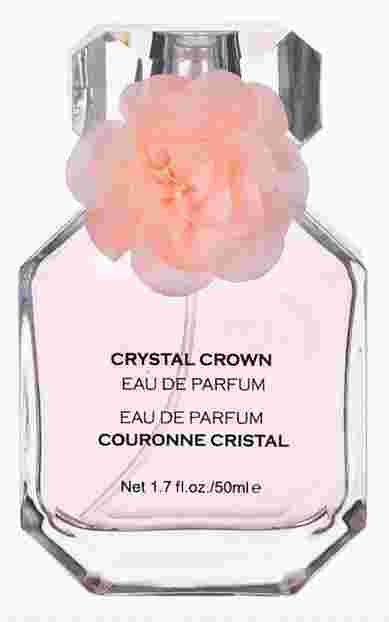 CRYSTAL CROWN
EAU DE PARFUM
EAU DE PARFUM
COURONNE CRISTAL
Net 1.7 fl.oz./50ml e